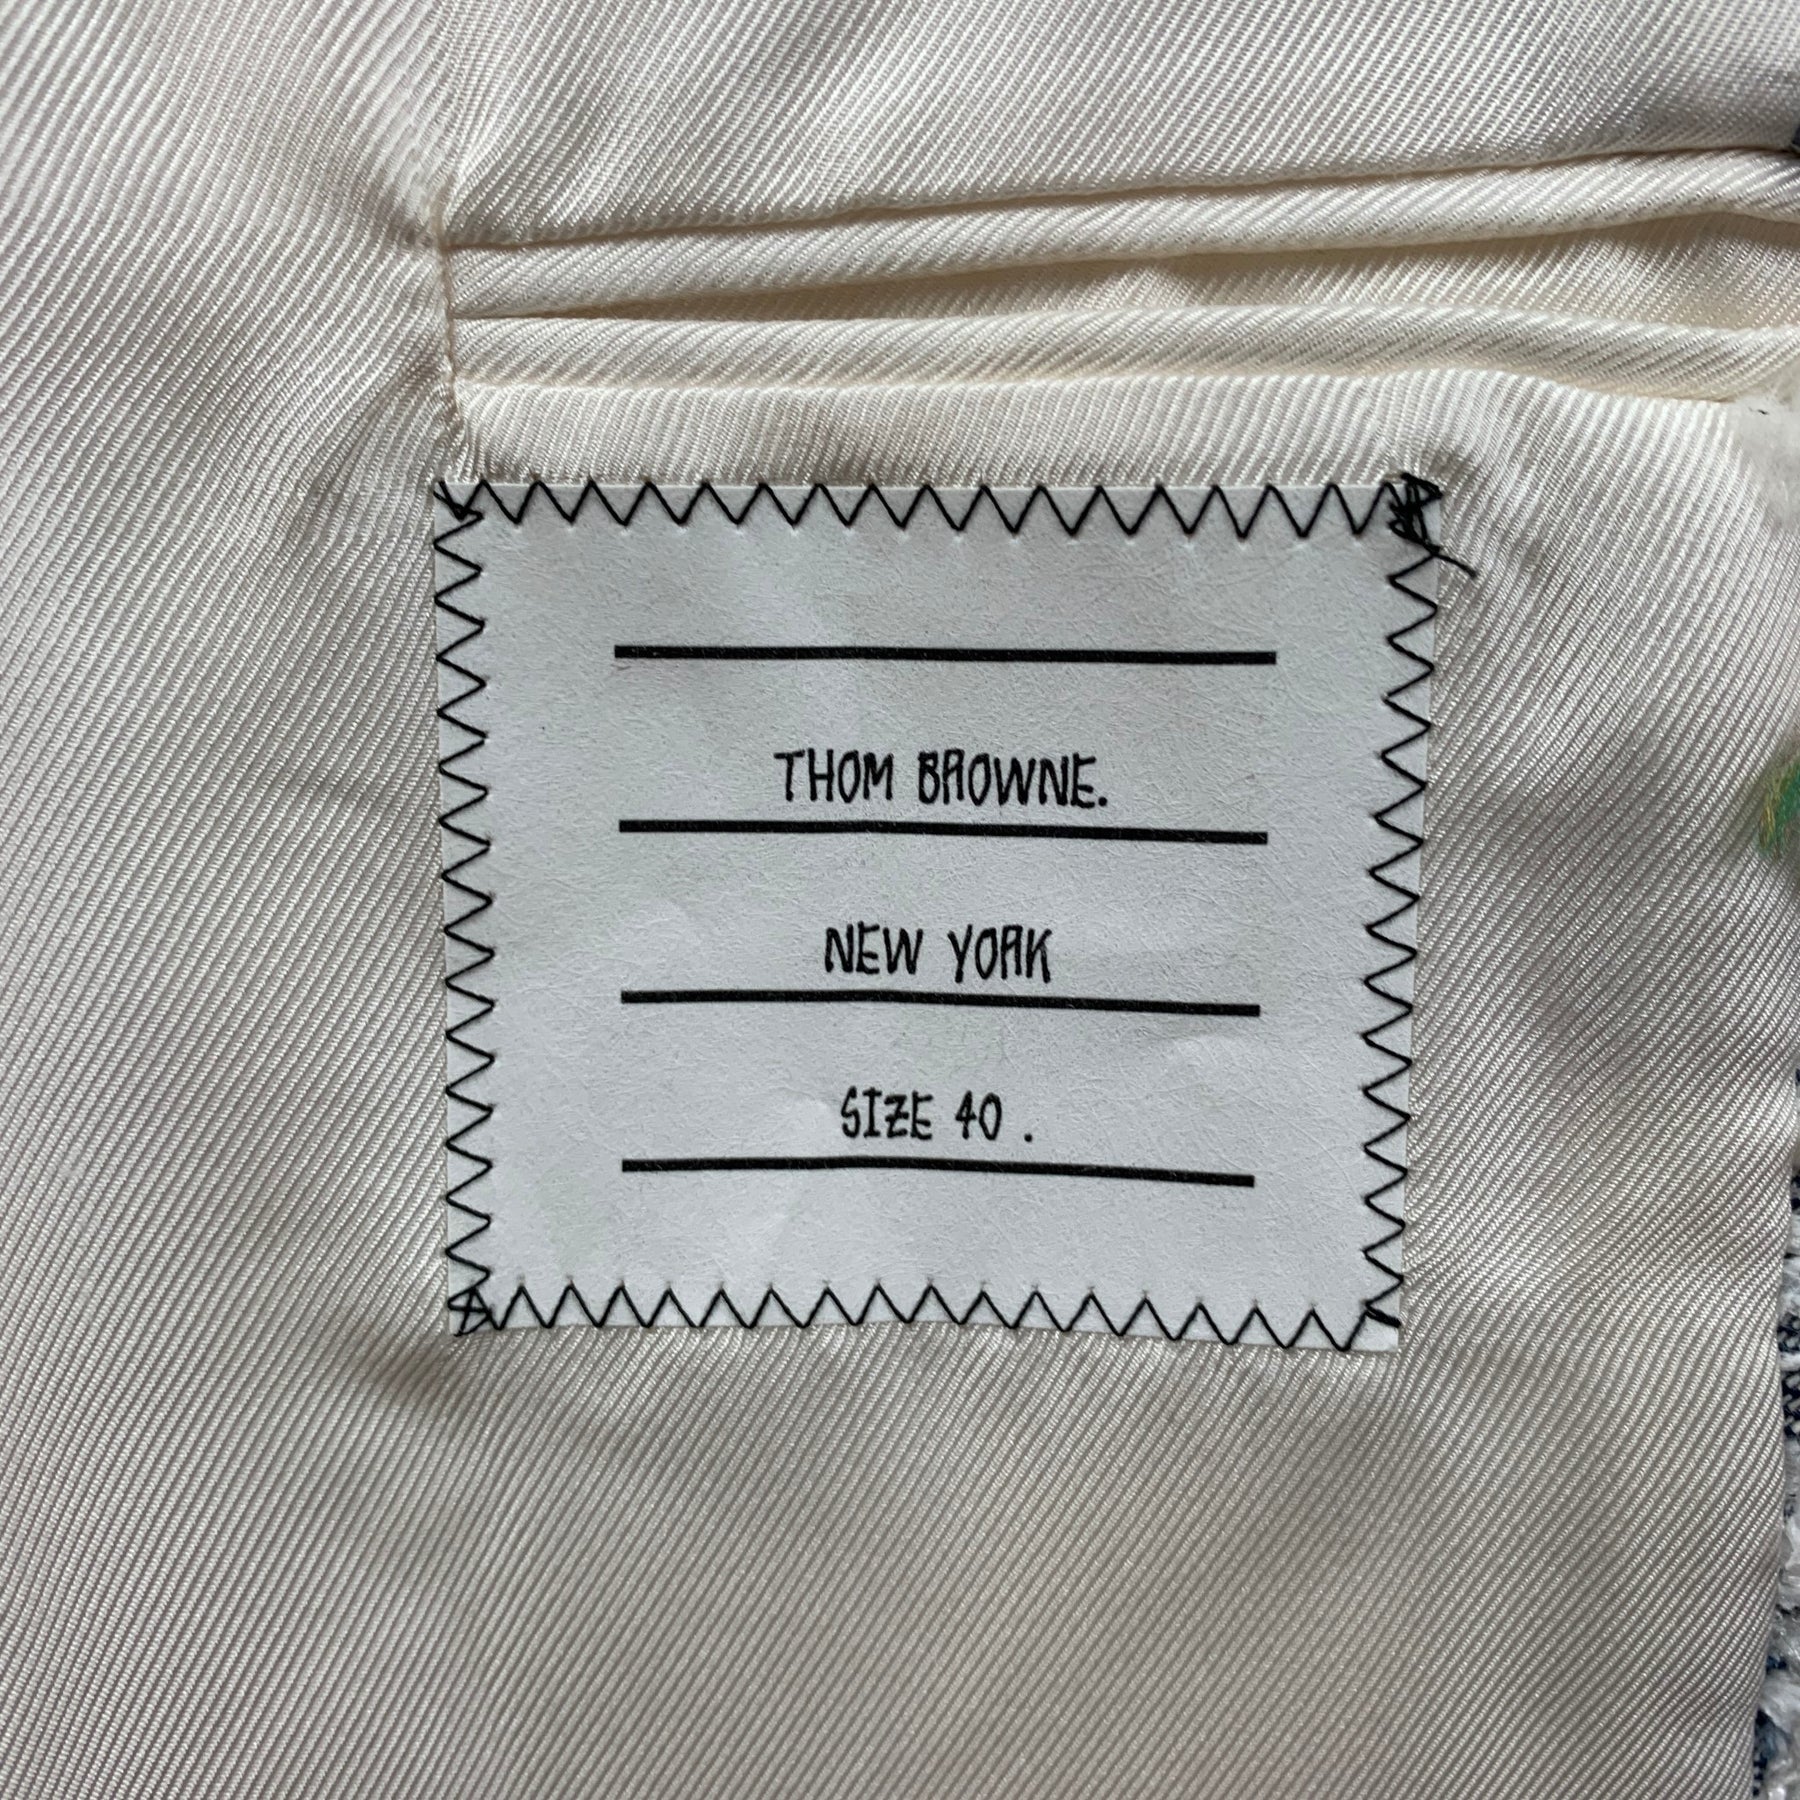 THOM BROWNE.
NEW YORK
SIZE 40 .